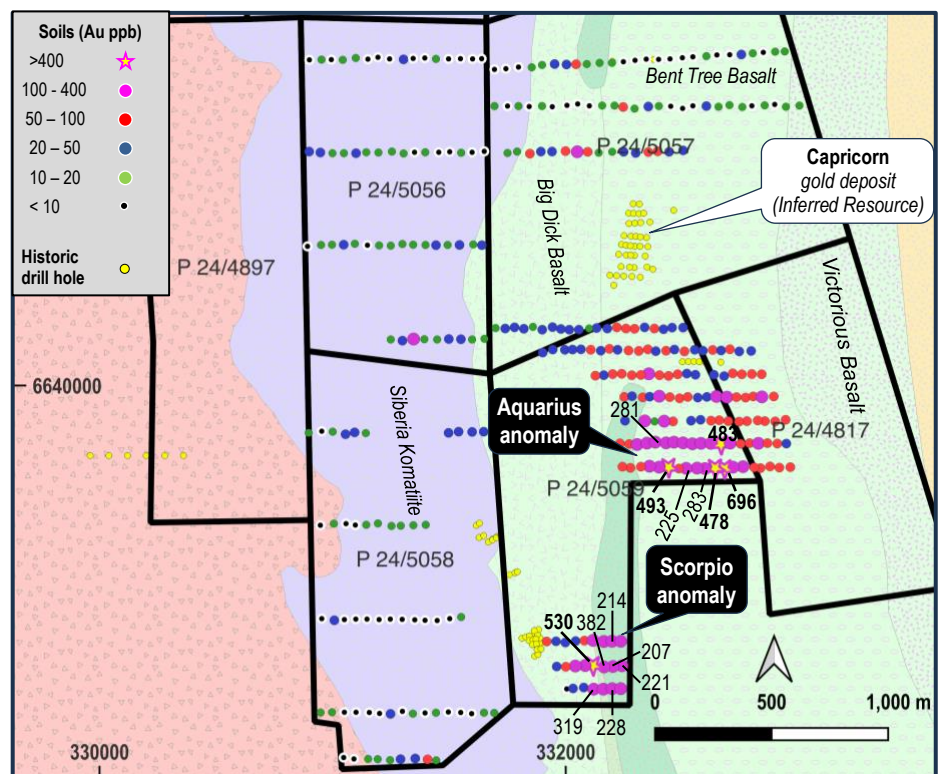 Soils (Au ppb)
>400
100 - 400
50 – 100
20 – 50
10 – 20
< 10
Historic
drill hole
Bent Tree Basalt
P 24/5057
Capricorn
gold deposit
(Inferred Resource)
P 24/5056
Big Dick Basalt
P 24/4897
Victorious Basalt
6640000
Siberia Komatiite
Aquarius
anomaly
281
483
P 24/4817
P 24/5059
493
225
283
478
696
P 24/5058
Scorpio
anomaly
214
530
382
207
221
319
228
0
500
1,000 m
330000
332000